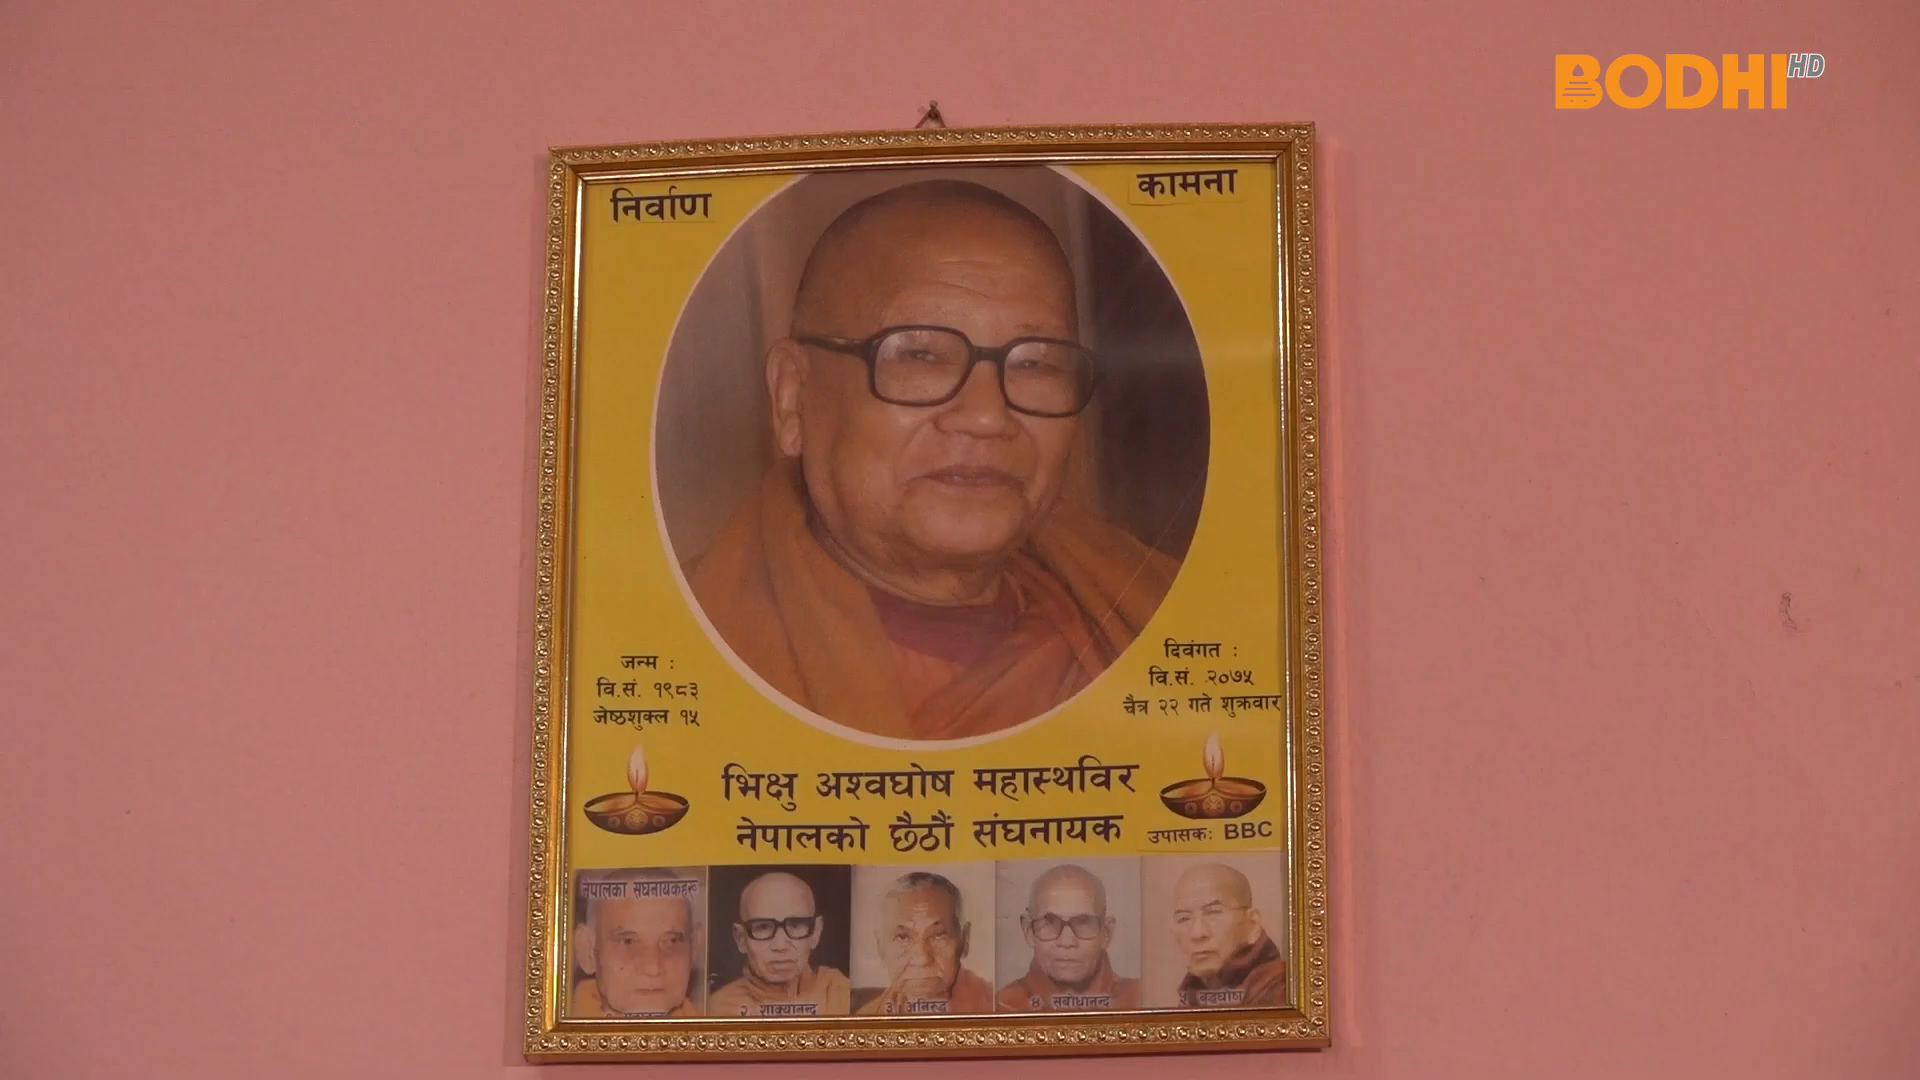 BODHI HD
निर्वाण कामना
जन्म :
वि.सं. १९८३
जेष्ठशुक्ल १५
दिवंगत :
वि.सं. २०७५
चैत्र २२ गते शुक्रवार
भिक्षु अश्वघोष महास्थविर
नेपालको छैठौं संघनायक
उपासकः BBC
नेपालका संघनायकहरु
२ शाक्यानन्द
३ अनिरुद्ध
४ सबोधानन्द
५ बुद्धघोष